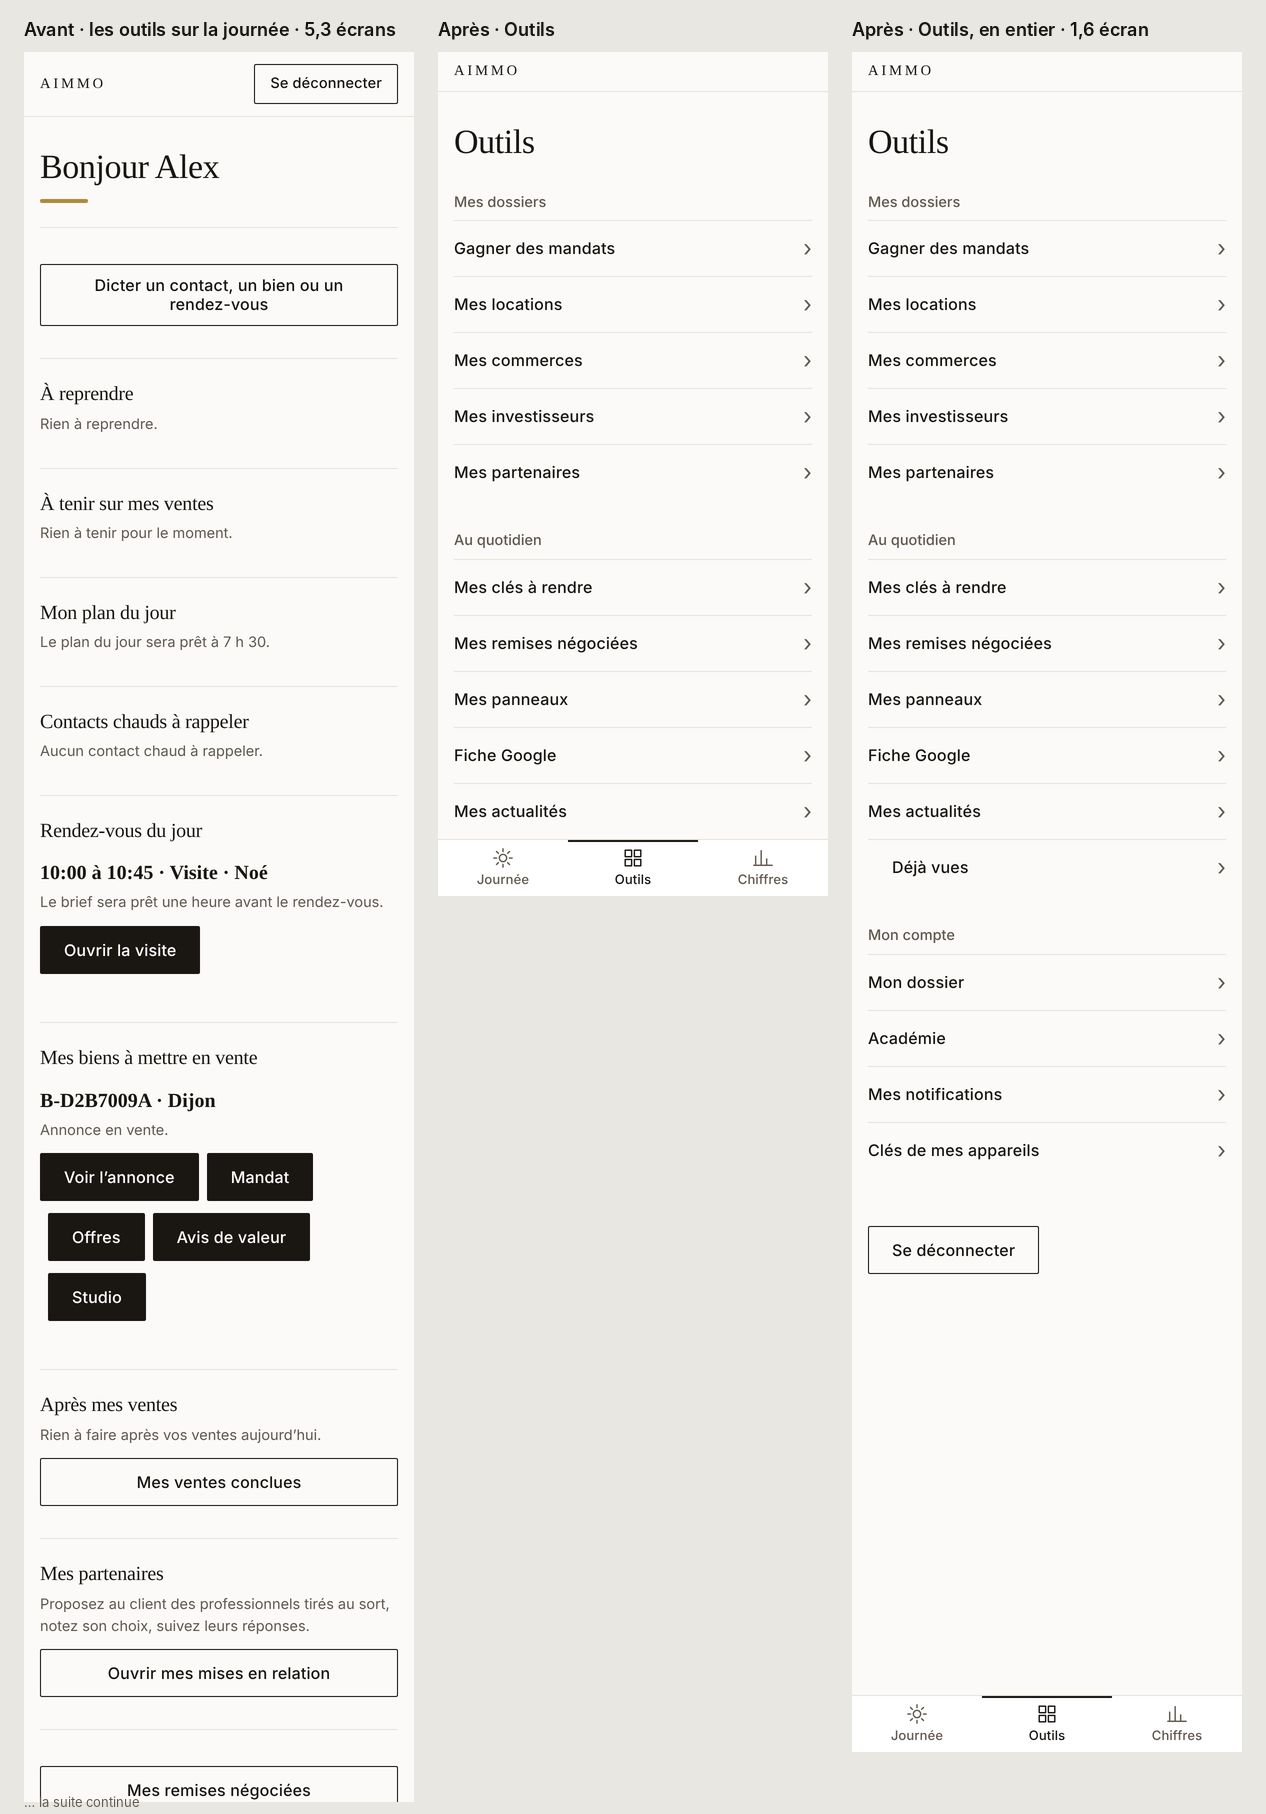 Avant · les outils sur la journée · 5,3 écrans
AIMMO
Se déconnecter
Bonjour Alex
Dicter un contact, un bien ou un
rendez-vous
À reprendre
Rien à reprendre.
À tenir sur mes ventes
Rien à tenir pour le moment.
Mon plan du jour
Le plan du jour sera prêt à 7 h 30.
Contacts chauds à rappeler
Aucun contact chaud à rappeler.
Rendez-vous du jour
10:00 à 10:45 · Visite · Noé
Le brief sera prêt une heure avant le rendez-vous.
Ouvrir la visite
Mes biens à mettre en vente
B-D2B7009A · Dijon
Annonce en vente.
Voir l’annonce Mandat
Offres Avis de valeur
Studio
Après mes ventes
Rien à faire après vos ventes aujourd’hui.
Mes ventes conclues
Mes partenaires
Proposez au client des professionnels tirés au sort,
notez son choix, suivez leurs réponses.
Ouvrir mes mises en relation
Mes remises négociées
... la suite continue
Après · Outils
AIMMO
Outils
Mes dossiers
Gagner des mandats
Mes locations
Mes commerces
Mes investisseurs
Mes partenaires
Au quotidien
Mes clés à rendre
Mes remises négociées
Mes panneaux
Fiche Google
Mes actualités
Journée Outils Chiffres
Après · Outils, en entier · 1,6 écran
AIMMO
Outils
Mes dossiers
Gagner des mandats
Mes locations
Mes commerces
Mes investisseurs
Mes partenaires
Au quotidien
Mes clés à rendre
Mes remises négociées
Mes panneaux
Fiche Google
Mes actualités
Déjà vues
Mon compte
Mon dossier
Académie
Mes notifications
Clés de mes appareils
Se déconnecter
Journée Outils Chiffres